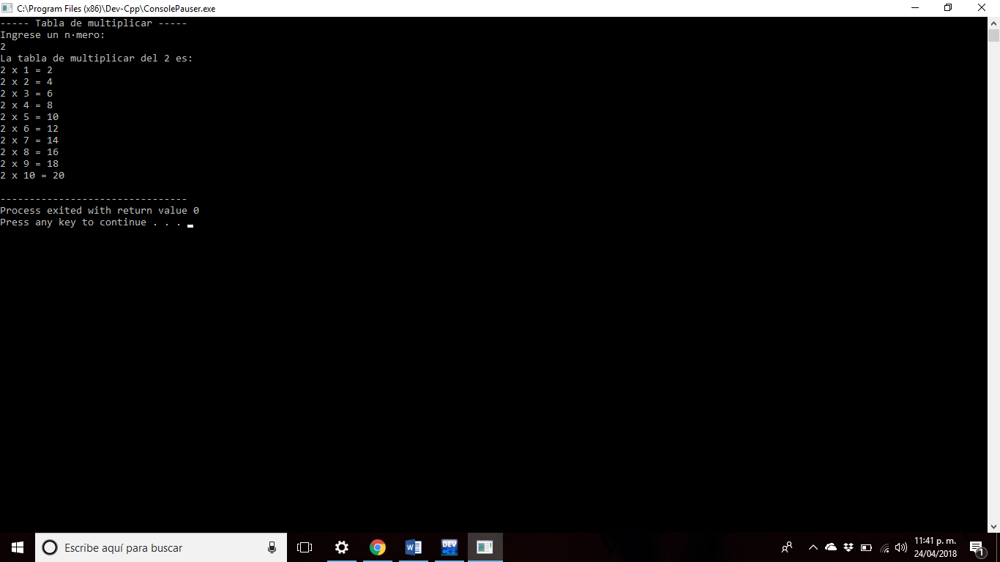 C:\Program Files (x86)\Dev-Cpp\ConsolePauser.exe
----- Tabla de multiplicar -----
Ingrese un n·mero:
2
La tabla de multiplicar del 2 es:
2 x 1 = 2
2 x 2 = 4
2 x 3 = 6
2 x 4 = 8
2 x 5 = 10
2 x 6 = 12
2 x 7 = 14
2 x 8 = 16
2 x 9 = 18
2 x 10 = 20
--------------------------------
Process exited with return value 0
Press any key to continue . . .
Escribe aquí para buscar
DEV
11:41 p. m.
24/04/2018
1